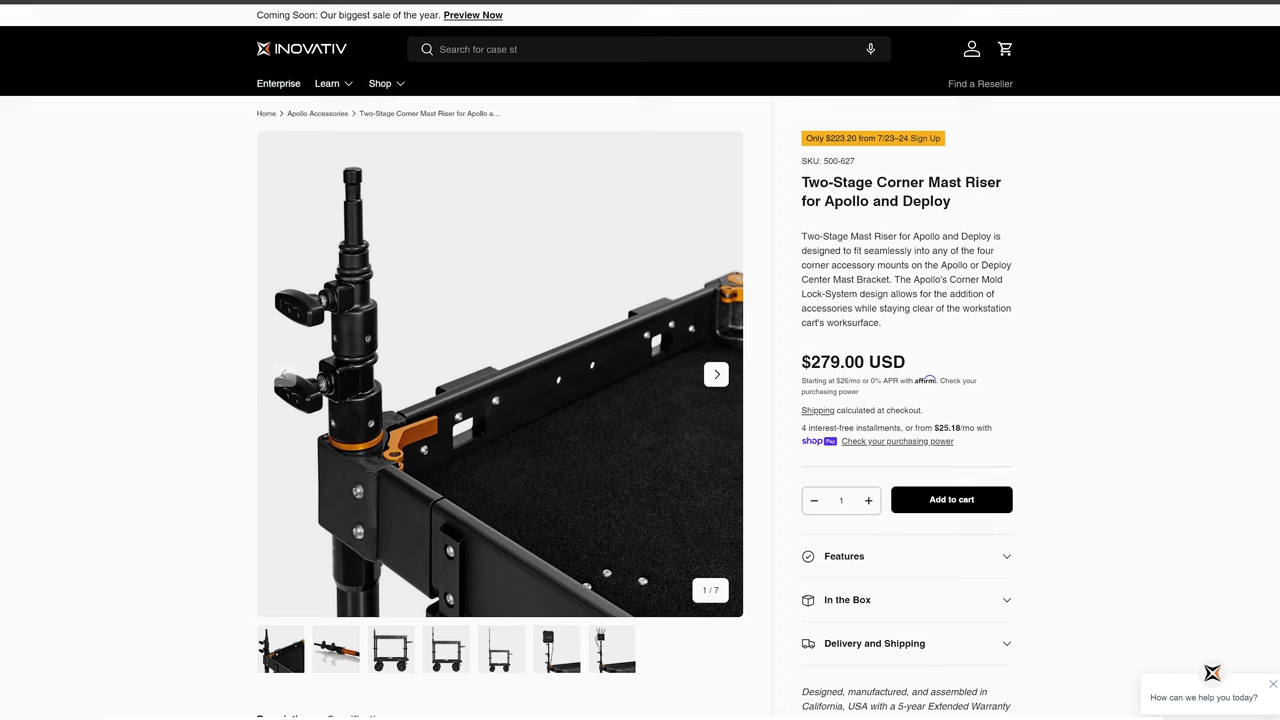 Coming Soon: Our biggest sale of the year. Preview Now
INOVATIV
Search for case st
Enterprise
Learn
Shop
Find a Reseller
Home > Apollo Accessories > Two-Stage Corner Mast Riser for Apollo a...
Only $223.20 from 7/23–24 Sign Up
SKU: 500-627
Two-Stage Corner Mast Riser
for Apollo and Deploy
Two-Stage Mast Riser for Apollo and Deploy is
designed to fit seamlessly into any of the four
corner accessory mounts on the Apollo or Deploy
Center Mast Bracket. The Apollo's Corner Mold
Lock-System design allows for the addition of
accessories while staying clear of the workstation
cart's worksurface.
$279.00 USD
Starting at $26/mo or 0% APR with affirm. Check your
purchasing power
Shipping calculated at checkout.
4 interest-free installments, or from $25.18/mo with
shop Pay Check your purchasing power
− 1 +
Add to cart
Features
In the Box
Delivery and Shipping
1 / 7
Designed, manufactured, and assembled in
California, USA with a 5-year Extended Warranty
How can we help you today?